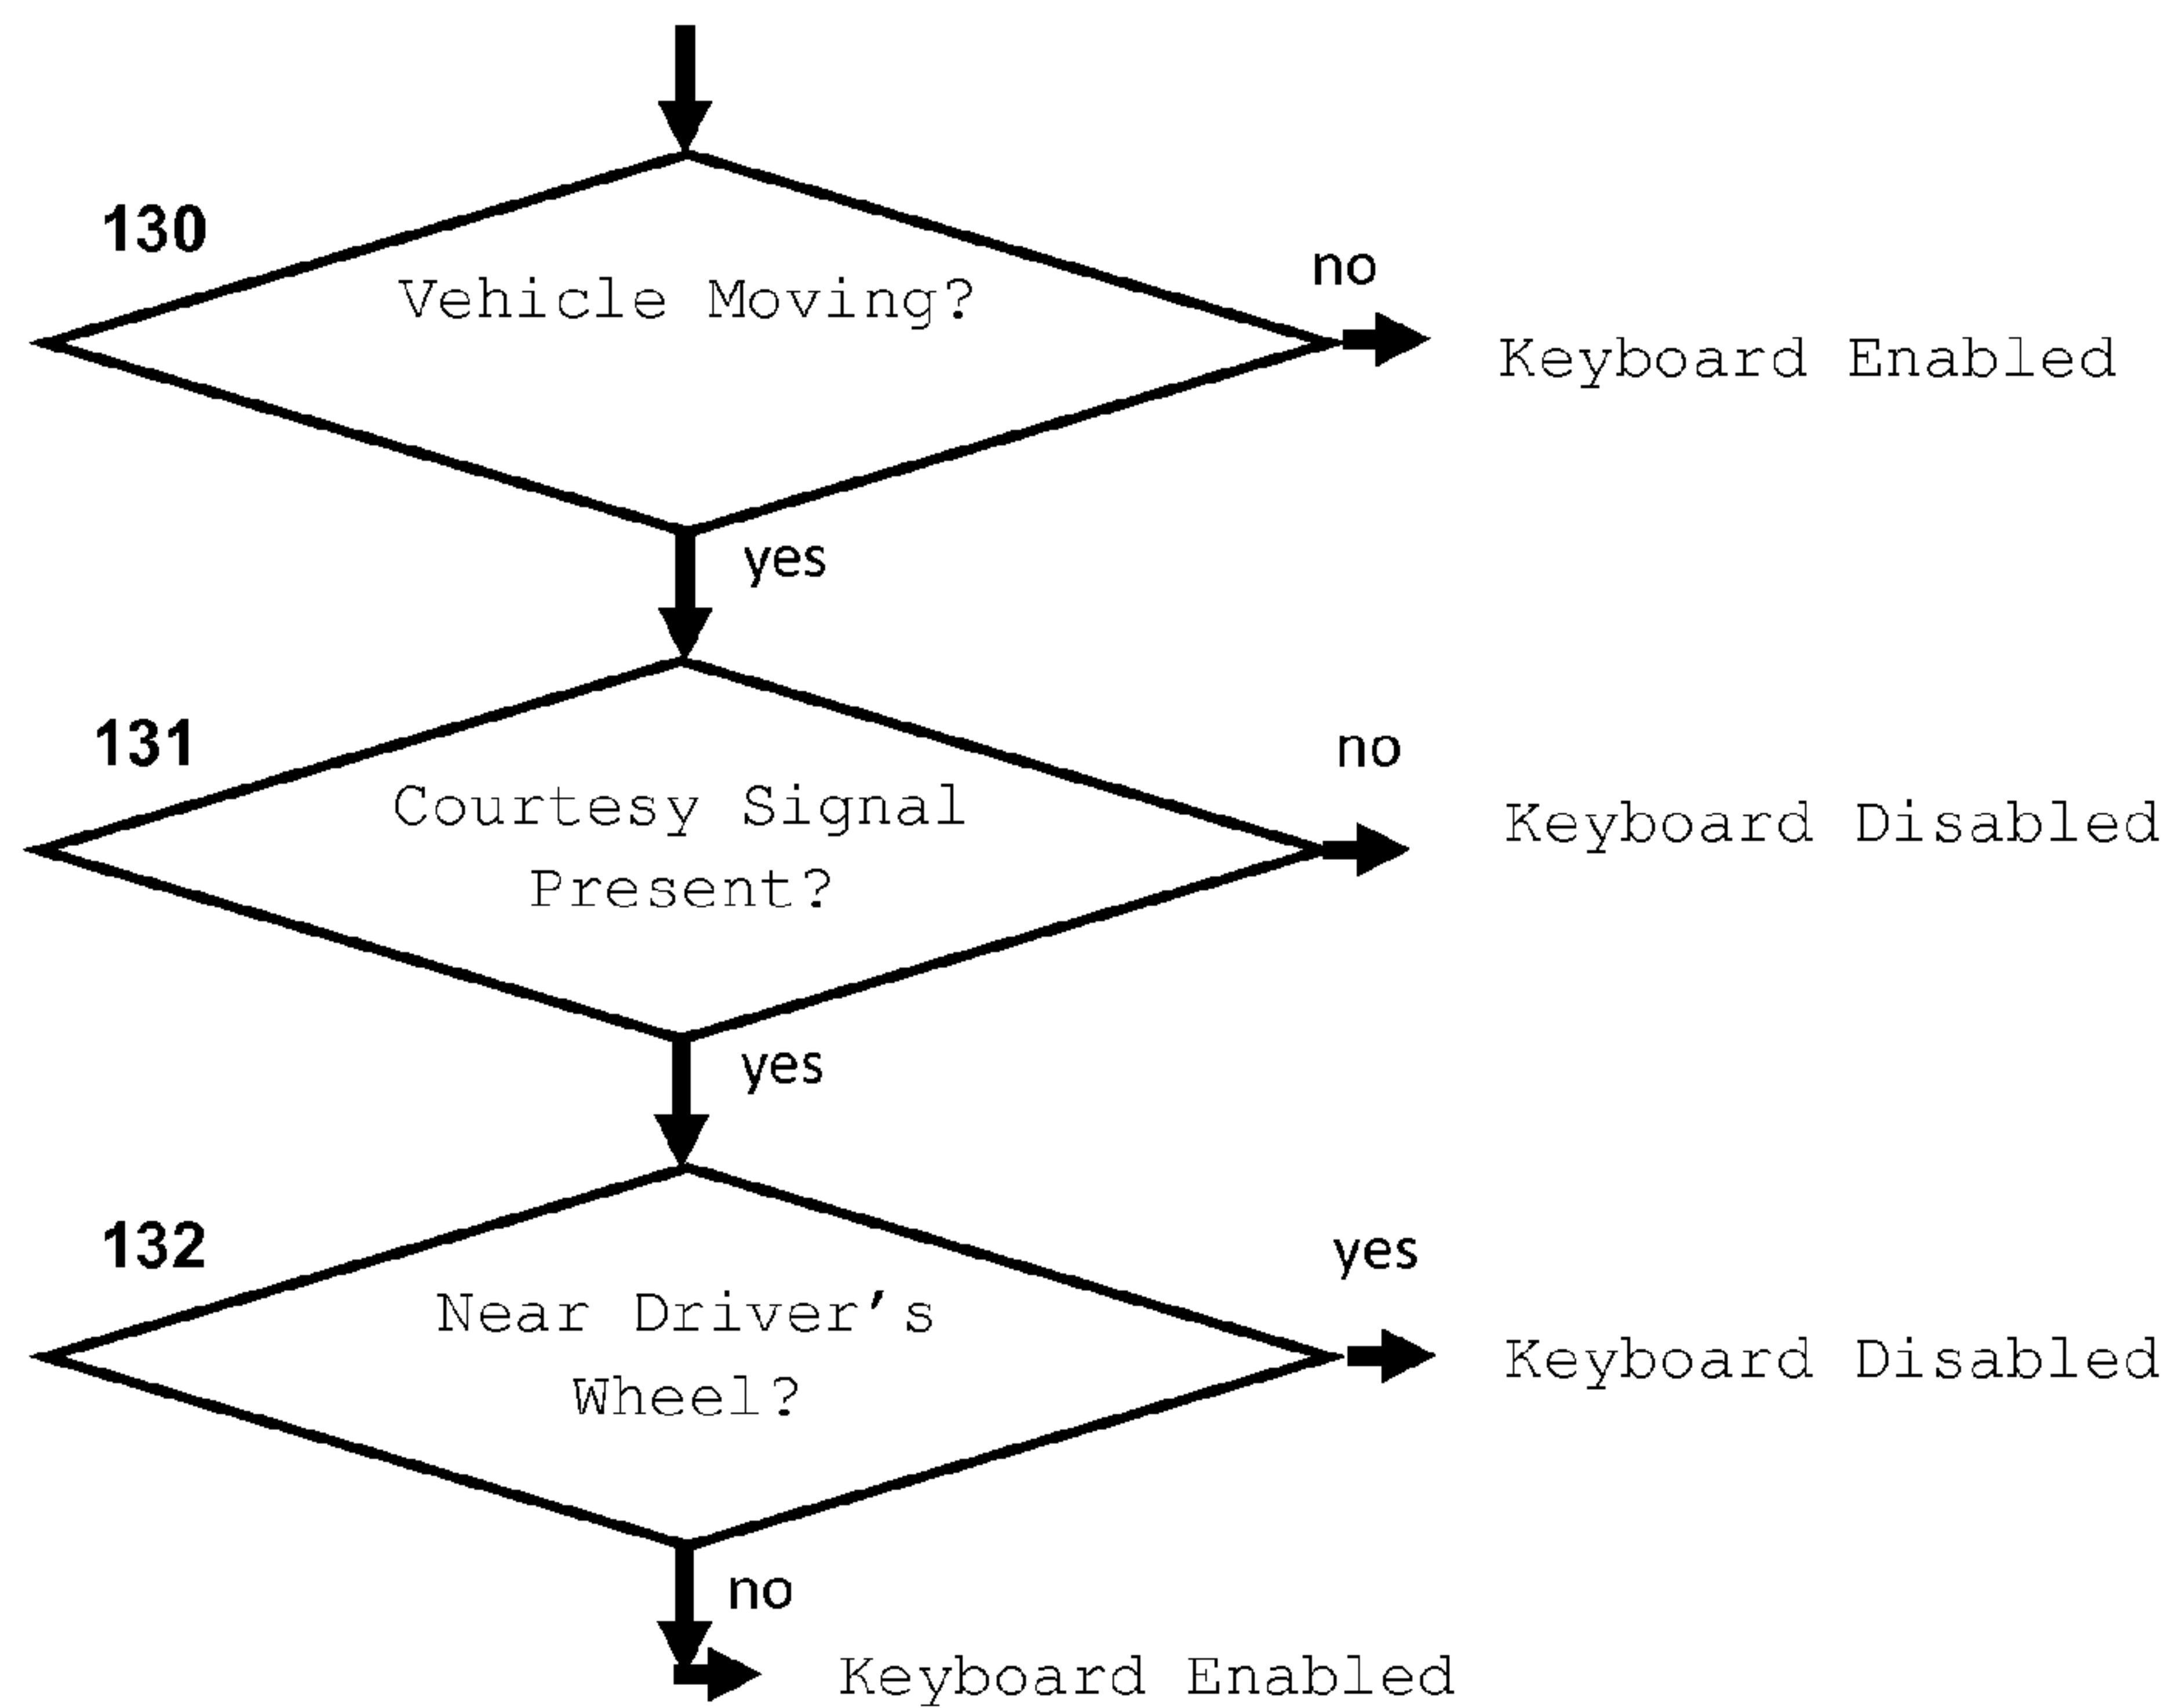 130
Vehicle Moving?
no
Keyboard Enabled
yes
131
Courtesy Signal
Present?
no
Keyboard Disabled
yes
132
Near Driver's
Wheel?
yes
Keyboard Disabled
no
Keyboard Enabled